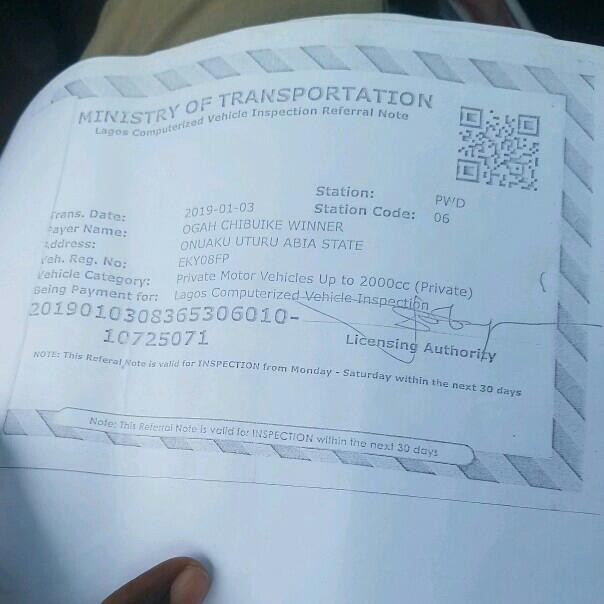 MINISTRY OF TRANSPORTATION
Lagos Computerized Vehicle Inspection Referral Note
Station: PWD
Station Code: 06
Trans. Date: 2019-01-03
Payer Name: OGAH CHIBUIKE WINNER
Address: ONUAKU UTURU ABIA STATE
Veh. Reg. No: EKY08FP
Vehicle Category: Private Motor Vehicles Up to 2000cc (Private)
Being Payment for: Lagos Computerized Vehicle Inspection
2019010308365306010-
10725071
Licensing Authority
NOTE: This Referal Note is valid for INSPECTION from Monday - Saturday within the next 30 days
Note: This Referral Note is valid for INSPECTION within the next 30 days